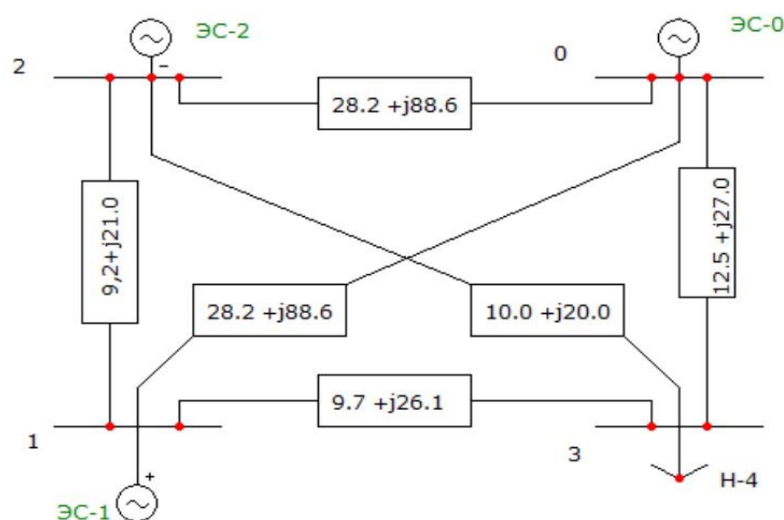 ЭС-2
ЭС-0
2
0
-
28.2 +j88.6
9,2+j21.0
12.5 +j27.0
28.2 +j88.6
10.0 +j20.0
9.7 +j26.1
1
3
+
Н-4
ЭС-1